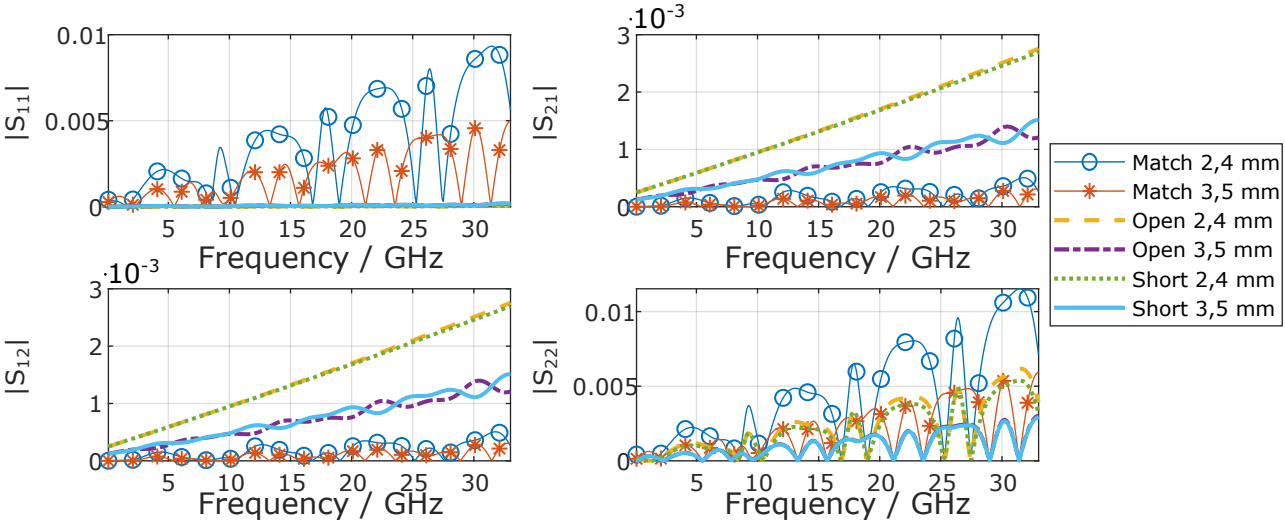 0.01
0.005
0
|S11|
5 10 15 20 25 30
Frequency / GHz
·10-3
3
2
1
0
|S21|
5 10 15 20 25 30
Frequency / GHz
Match 2,4 mm
Match 3,5 mm
Open 2,4 mm
Open 3,5 mm
Short 2,4 mm
Short 3,5 mm
·10-3
3
2
1
0
|S12|
5 10 15 20 25 30
Frequency / GHz
0.01
0.005
0
|S22|
5 10 15 20 25 30
Frequency / GHz